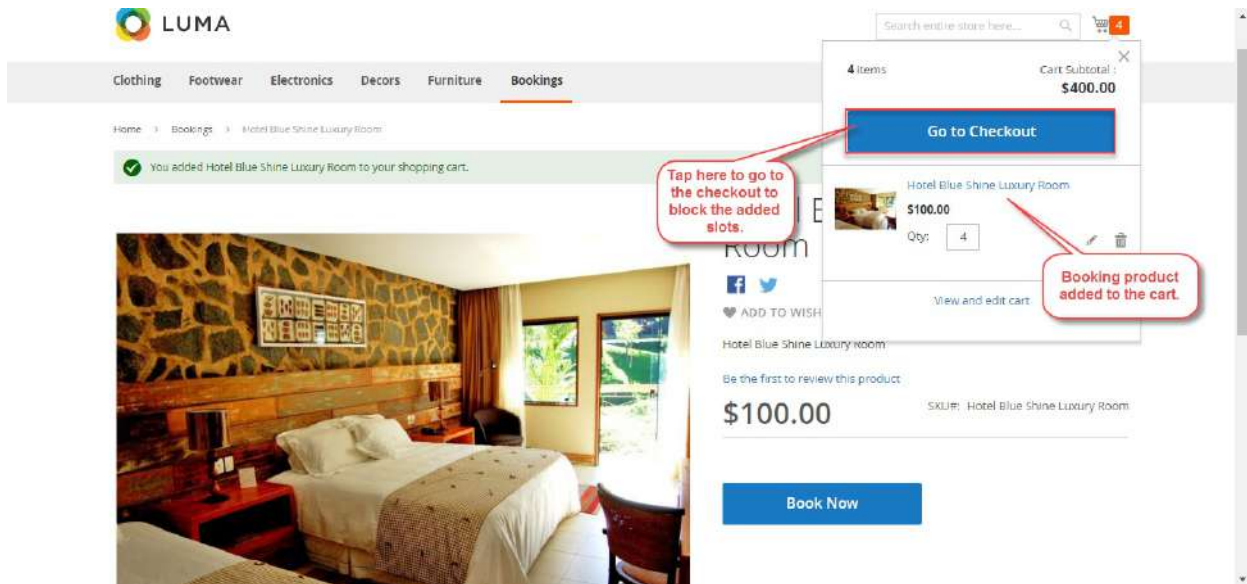 LUMA
Search entire store here...
4
Clothing Footwear Electronics Decors Furniture Bookings
4 items
Cart Subtotal :
$400.00
Go to Checkout
Home > Bookings > Hotel Blue Shine Luxury Room
You added Hotel Blue Shine Luxury Room to your shopping cart.
Tap here to go to
the checkout to
block the added
slots.
Hotel Blue Shine Luxury Room
$100.00
Qty: 4
Room
Booking product
added to the cart.
View and edit cart
ADD TO WISH
Hotel Blue Shine Luxury Room
Be the first to review this product
$100.00
SKU#: Hotel Blue Shine Luxury Room
Book Now